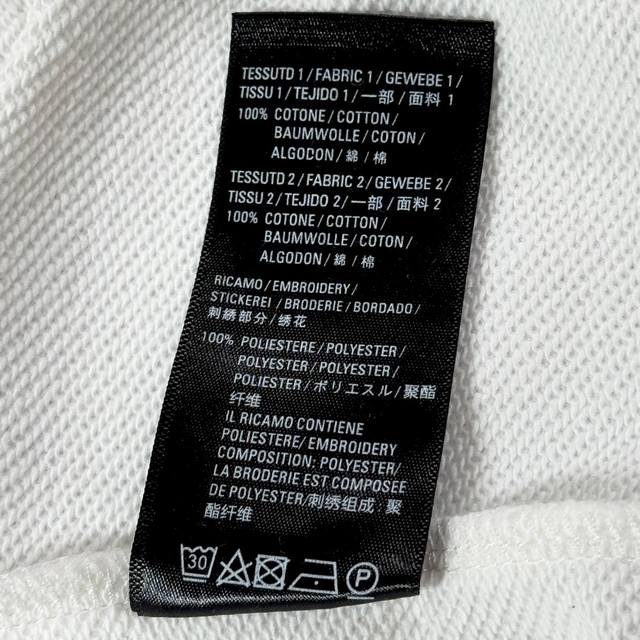 TESSUTD 1/FABRIC 1/GEWEBE 1/
TISSU 1/TEJIDO 1/一部/面料 1
100% COTONE/COTTON/
BAUMWOLLE/COTON/
ALGODON/綿/棉
TESSUTD 2/FABRIC 2/GEWEBE 2/
TISSU 2/TEJIDO 2/一部/面料 2
100% COTONE/COTTON/
BAUMWOLLE/COTON/
ALGODON/綿/棉
RICAMO/EMBROIDERY/
STICKEREI/BRODERIE/BORDADO/
刺綉部分/绣花
100% POLIESTERE/POLYESTER/
POLYESTER/POLYESTER/
POLIESTER/ポリエスル/聚酯
纤维
IL RICAMO CONTIENE
POLIESTERE/EMBROIDERY
COMPOSITION: POLYESTER/
LA BRODERIE EST COMPOSEE
DE POLYESTER/刺绣组成 聚
酯纤维
30 P